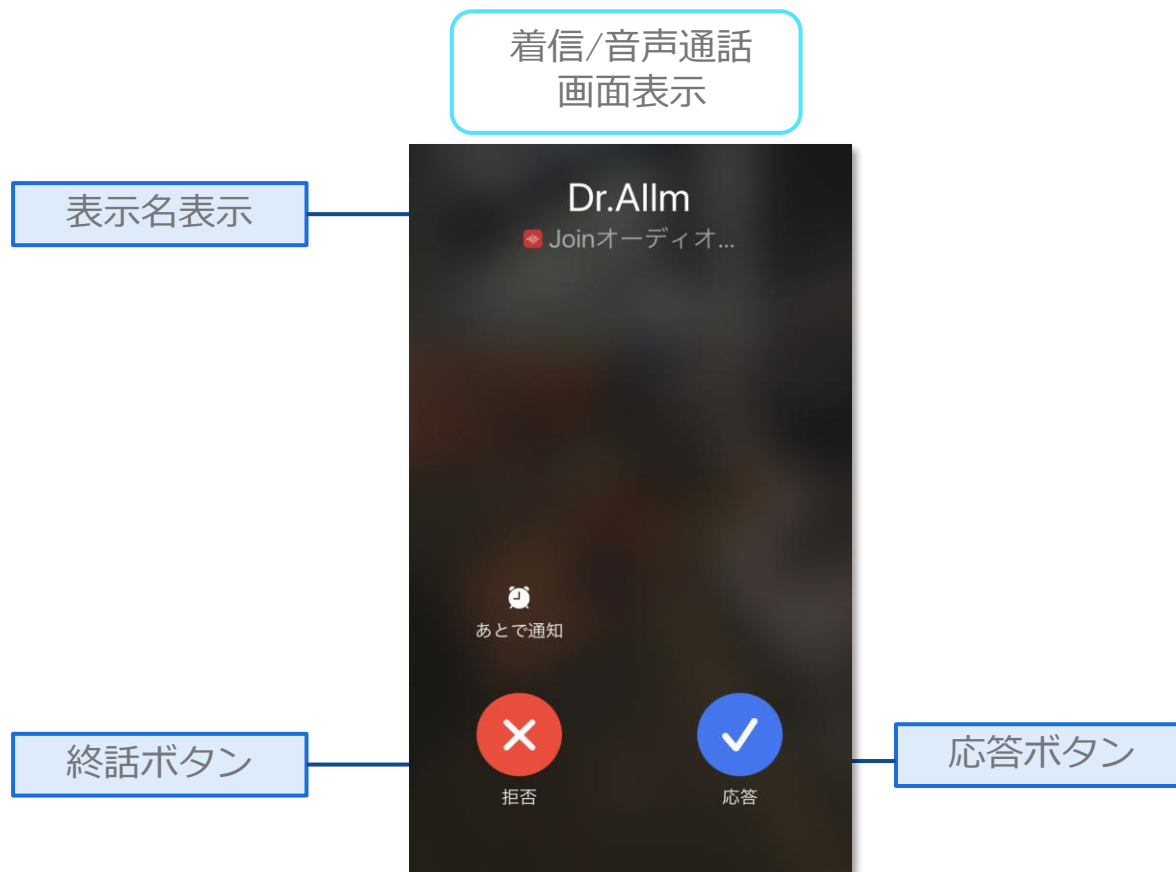 着信/音声通話
画面表示
表示名表示
Dr.Allm
Joinオーディオ...
あとで通知
終話ボタン
応答ボタン
拒否
応答